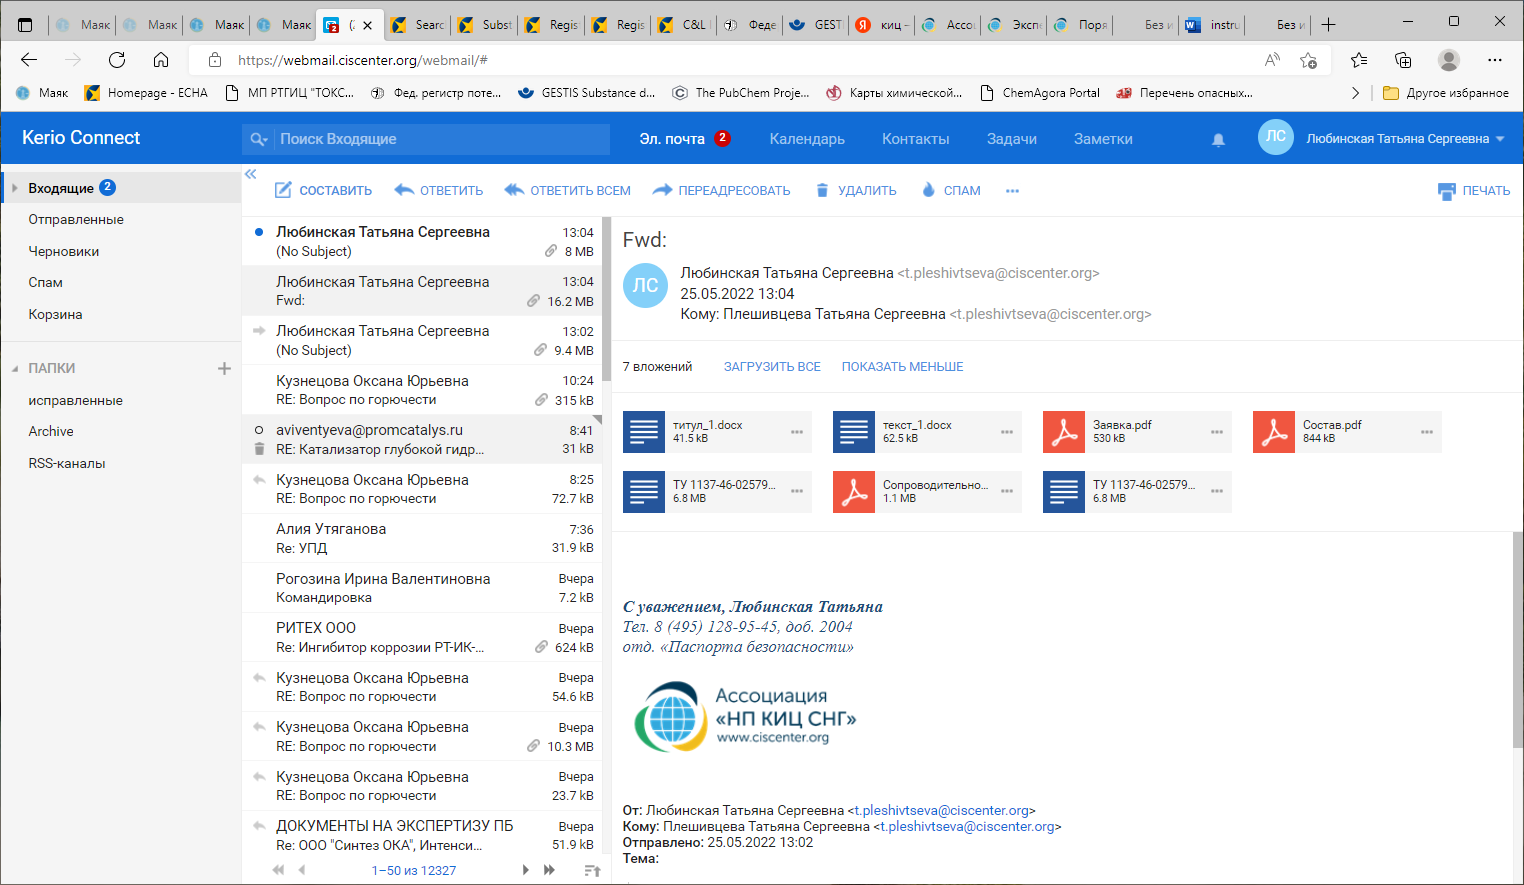 Маяк
Маяк
Маяк
Маяк
(2
Searc
Subst
Regis
Regis
C&L I
Феде
GESTI
киц –
Ассоц
Экспе
Поря
Без и
instru
Без и
https://webmail.ciscenter.org/webmail/#
Маяк
Homepage - ECHA
МП РТГИЦ "ТОКС...
Фед. регистр поте...
GESTIS Substance d...
The PubChem Proje...
Карты химической...
ChemAgora Portal
Перечень опасных...
Другое избранное
Kerio Connect
Поиск Входящие
Эл. почта 2
Календарь
Контакты
Задачи
Заметки
ЛС
Любинская Татьяна Сергеевна
Входящие 2
Отправленные
Черновики
Спам
Корзина
ПАПКИ
исправленные
Archive
RSS-каналы
СОСТАВИТЬ
ОТВЕТИТЬ
ОТВЕТИТЬ ВСЕМ
ПЕРЕАДРЕСОВАТЬ
УДАЛИТЬ
СПАМ
ПЕЧАТЬ
Любинская Татьяна Сергеевна 13:04
(No Subject) 8 MB
Любинская Татьяна Сергеевна 13:04
Fwd: 16.2 MB
Любинская Татьяна Сергеевна 13:02
(No Subject) 9.4 MB
Кузнецова Оксана Юрьевна 10:24
RE: Вопрос по горючести 315 kB
aviventyeva@promcatalys.ru 8:41
RE: Катализатор глубокой гидр... 31 kB
Кузнецова Оксана Юрьевна 8:25
RE: Вопрос по горючести 72.7 kB
Алия Утяганова 7:36
Re: УПД 31.9 kB
Рогозина Ирина Валентиновна Вчера
Командировка 7.2 kB
РИТЕХ ООО Вчера
Re: Ингибитор коррозии РТ-ИК-... 624 kB
Кузнецова Оксана Юрьевна Вчера
RE: Вопрос по горючести 54.6 kB
Кузнецова Оксана Юрьевна Вчера
RE: Вопрос по горючести 10.3 MB
Кузнецова Оксана Юрьевна Вчера
RE: Вопрос по горючести 23.7 kB
ДОКУМЕНТЫ НА ЭКСПЕРТИЗУ ПБ Вчера
Re: ООО "Синтез ОКА", Интенси... 51.9 kB
1–50 из 12327
Fwd:
ЛС
Любинская Татьяна Сергеевна <t.pleshivtseva@ciscenter.org>
25.05.2022 13:04
Кому: Плешивцева Татьяна Сергеевна <t.pleshivtseva@ciscenter.org>
7 вложений
ЗАГРУЗИТЬ ВСЕ
ПОКАЗАТЬ МЕНЬШЕ
титул_1.docx
41.5 kB
текст_1.docx
62.5 kB
Заявка.pdf
530 kB
Состав.pdf
844 kB
ТУ 1137-46-02579...
6.8 MB
Сопроводительно...
1.1 MB
ТУ 1137-46-02579...
6.8 MB
С уважением, Любинская Татьяна
Тел. 8 (495) 128-95-45, доб. 2004
отд. «Паспорта безопасности»
Ассоциация
«НП КИЦ СНГ»
www.ciscenter.org
От: Любинская Татьяна Сергеевна <t.pleshivtseva@ciscenter.org>
Кому: Плешивцева Татьяна Сергеевна <t.pleshivtseva@ciscenter.org>
Отправлено: 25.05.2022 13:02
Тема: